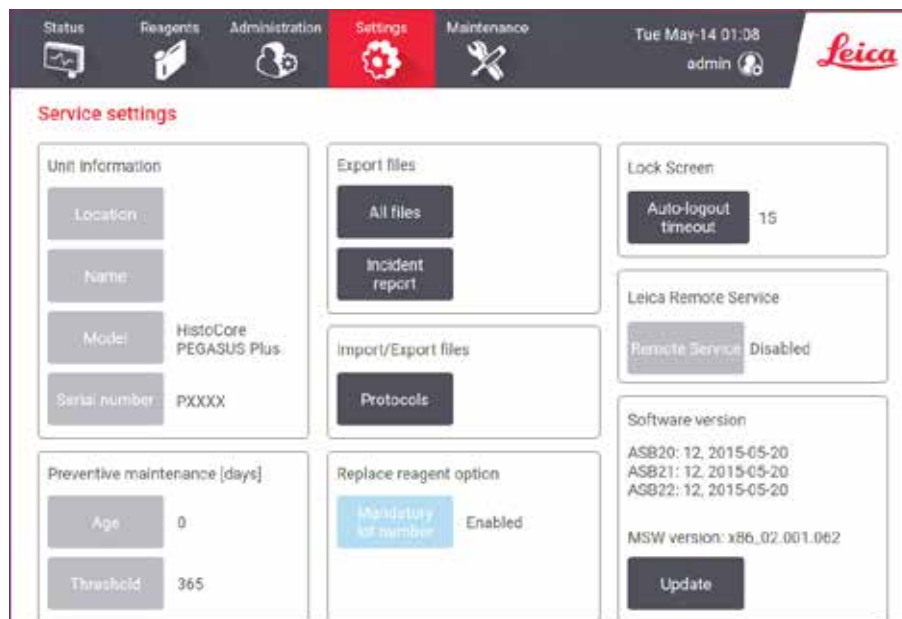 Status
Reagents
Administration
Settings
Maintenance
Tue May-14 01:08
admin
Leica
Service settings
Unit Information
Location
Name
Model
HistoCore
PEGASUS Plus
Serial number
PXXXX
Preventive maintenance [days]
Age
0
Threshold
365
Export files
All files
Incident
report
Import/Export files
Protocols
Replace reagent option
Mandatory
lot number
Enabled
Lock Screen
Auto-logout
timeout
15
Leica Remote Service
Remote Service
Disabled
Software version
ASB20: 12, 2015-05-20
ASB21: 12, 2015-05-20
ASB22: 12, 2015-05-20
MSW version: x86_02.001.062
Update